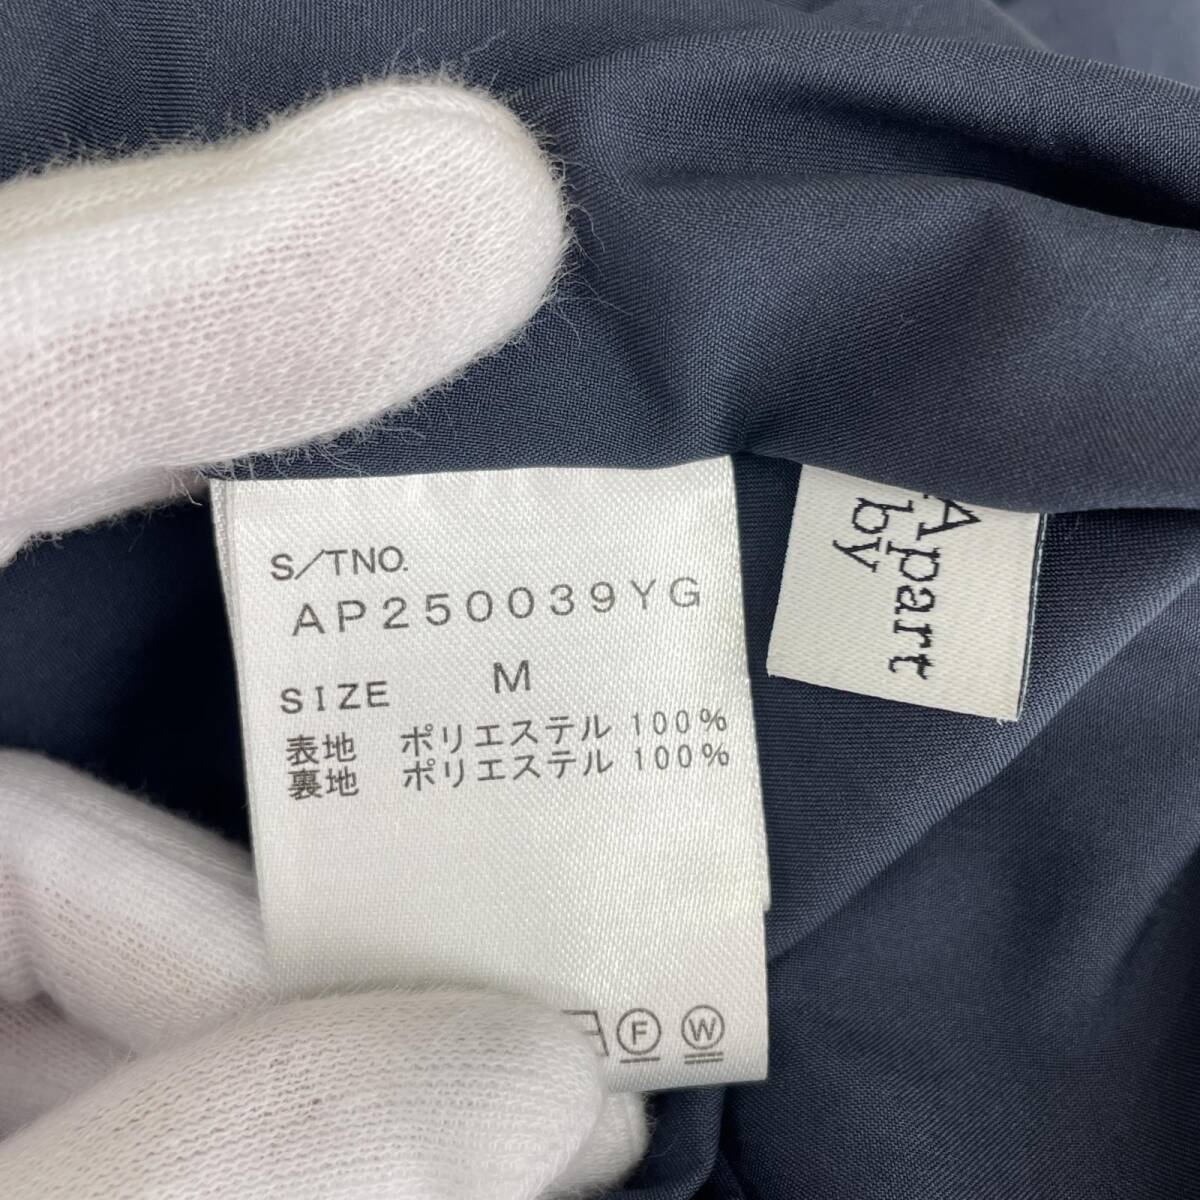 S/TNO.
AP250039YG
SIZE M
表地 ポリエステル 100%
裏地 ポリエステル 100%
F W
Apart
by